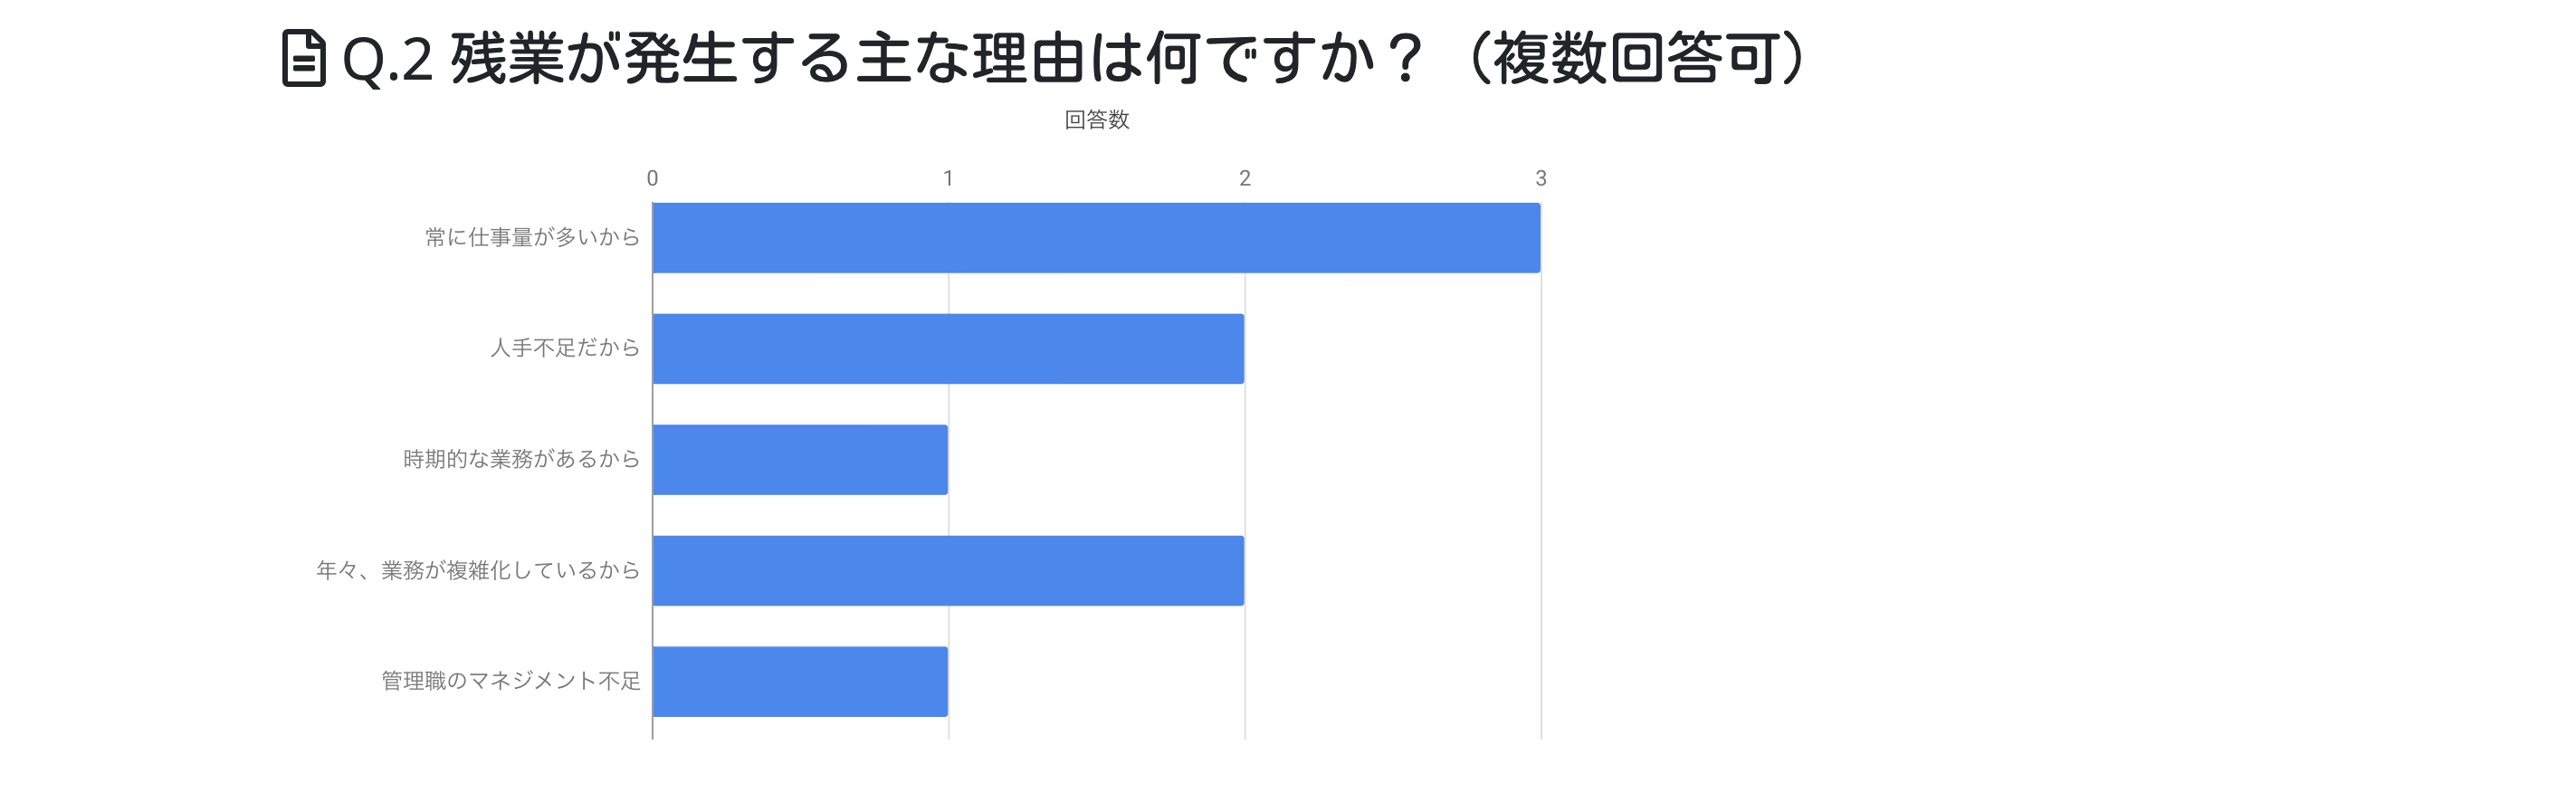 Q.2 残業が発生する主な理由は何ですか？（複数回答可）
回答数
0 1 2 3
常に仕事量が多いから
人手不足だから
時期的な業務があるから
年々、業務が複雑化しているから
管理職のマネジメント不足